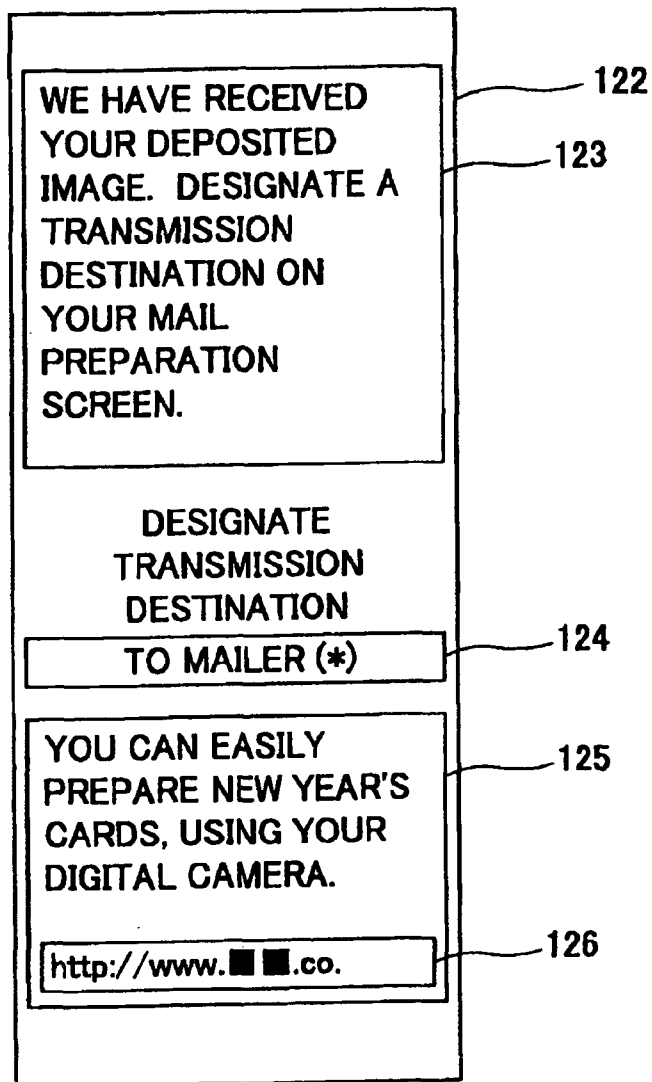 WE HAVE RECEIVED
YOUR DEPOSITED
IMAGE. DESIGNATE A
TRANSMISSION
DESTINATION ON
YOUR MAIL
PREPARATION
SCREEN.
122
123
DESIGNATE
TRANSMISSION
DESTINATION
TO MAILER (*)
124
YOU CAN EASILY
PREPARE NEW YEAR'S
CARDS, USING YOUR
DIGITAL CAMERA.
125
http://www.■ ■.co.
126